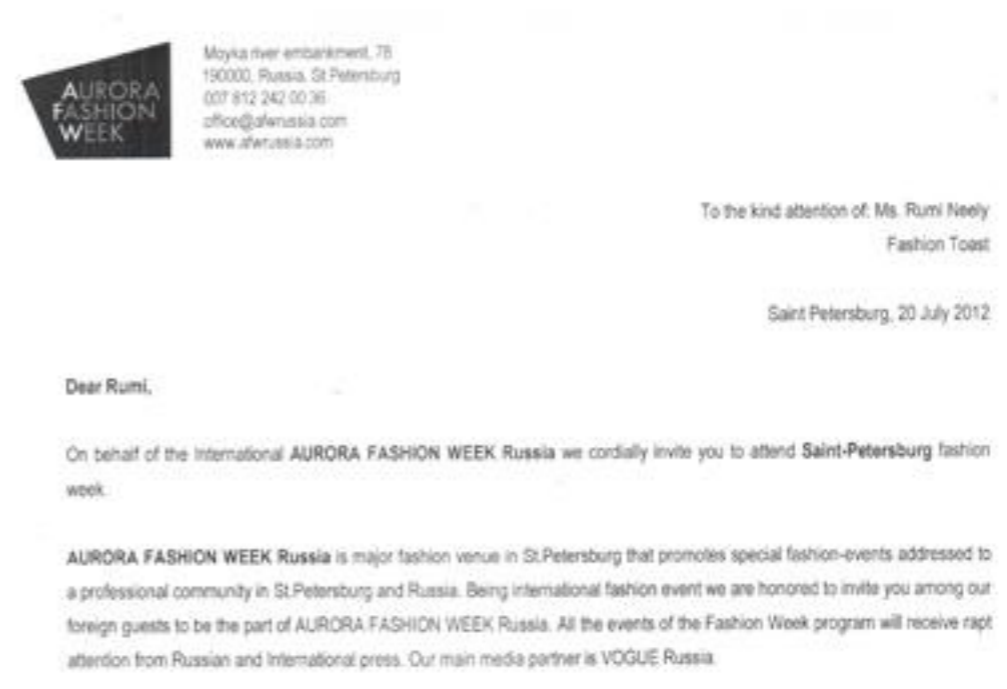 AURORA
FASHION
WEEK
Moyka river embankment, 78
190000, Russia, St Petersburg
007 812 242 00 36
office@afwrussia.com
www.afwrussia.com
To the kind attention of: Ms. Rumi Neely
Fashion Toast
Saint Petersburg, 20 July 2012
Dear Rumi,
On behalf of the International AURORA FASHION WEEK Russia we cordially invite you to attend Saint-Petersburg fashion
week.
AURORA FASHION WEEK Russia is major fashion venue in St.Petersburg that promotes special fashion-events addressed to
a professional community in St.Petersburg and Russia. Being international fashion event we are honored to invite you among our
foreign guests to be the part of AURORA FASHION WEEK Russia. All the events of the Fashion Week program will receive rapt
attention from Russian and International press. Our main media partner is VOGUE Russia.